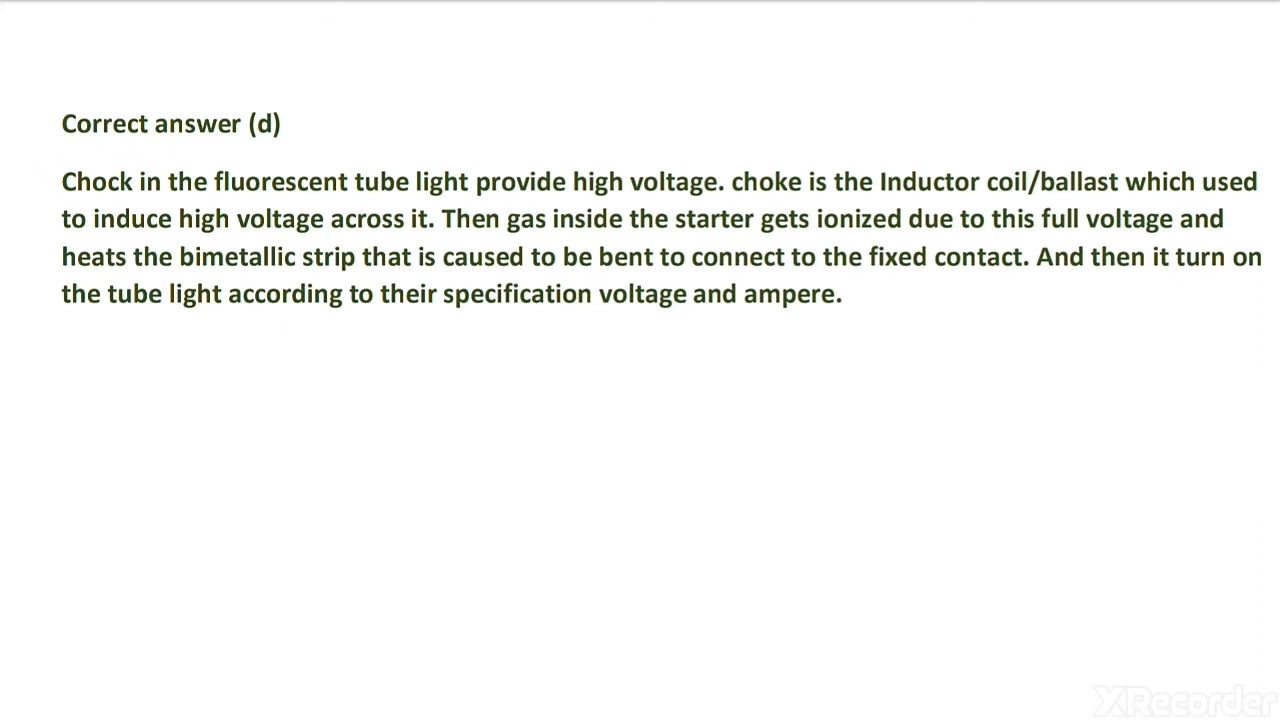 Correct answer (d)
Chock in the fluorescent tube light provide high voltage. choke is the Inductor coil/ballast which used
to induce high voltage across it. Then gas inside the starter gets ionized due to this full voltage and
heats the bimetallic strip that is caused to be bent to connect to the fixed contact. And then it turn on
the tube light according to their specification voltage and ampere.
XRecorder